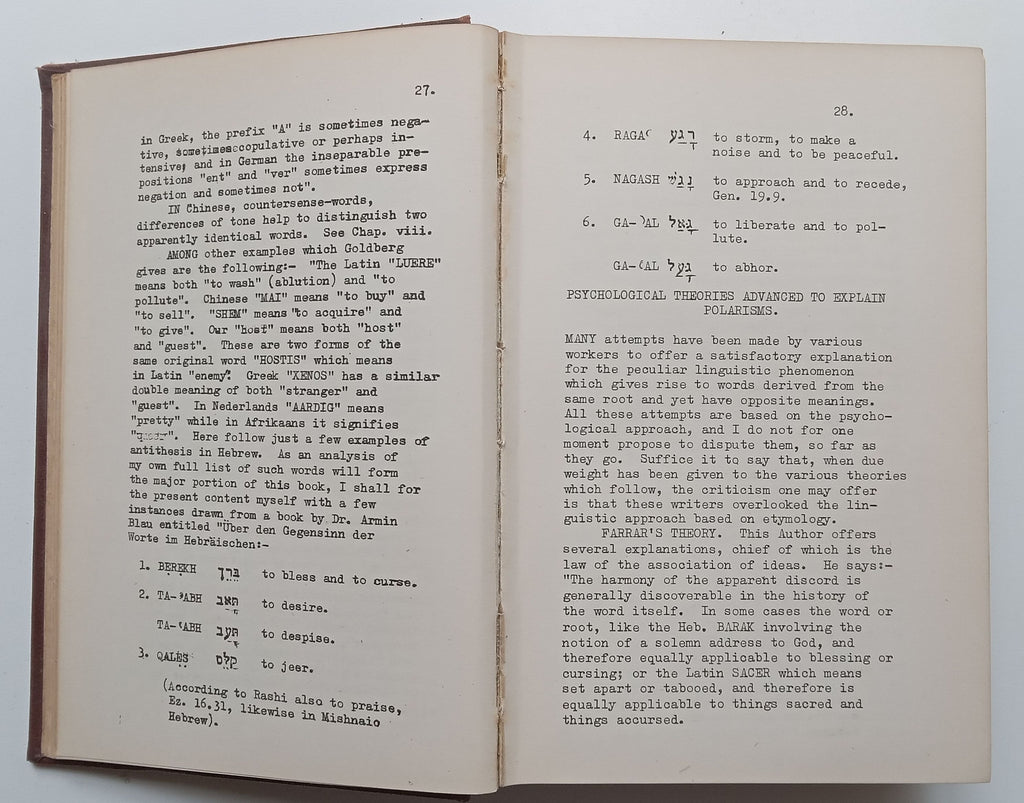 27.
in Greek, the prefix "A" is sometimes nega-
tive, sometimes copulative or perhaps in-
tensive; and in German the inseparable pre-
positions "ent" and "ver" sometimes express
negation and sometimes not".
IN Chinese, countersense-words,
differences of tone help to distinguish two
apparently identical words. See Chap. viii.
AMONG other examples which Goldberg
gives are the following:- "The Latin "LUERE"
means both "to wash" (ablution) and "to
pollute". Chinese "MAI" means "to buy" and
"to sell". "SHEM" means "to acquire" and
"to give". Our "host" means both "host"
and "guest". These are two forms of the
same original word "HOSTIS" which means
in Latin "enemy". Greek "XENOS" has a similar
double meaning of both "stranger" and
"guest". In Nederlands "AARDIG" means
"pretty" while in Afrikaans it signifies
Here follow just a few examples of
antithesis in Hebrew. As an analysis of
my own full list of such words will form
the major portion of this book, I shall for
the present content myself with a few
instances drawn from a book by Dr. Armin
Blau entitled "Über den Gegensinn der
Worte im Hebräischen:-
1. BEREKH בֵּרֵךְ to bless and to curse.
2. TA-ʾABH תָּאַב to desire.
TA-ʿABH תָּעַב to despise.
3. QALES קַלֵּס to jeer.
(According to Rashi also to praise,
Ez. 16.31, likewise in Mishnaic
Hebrew).
28.
4. RAGAʿ רָגַע to storm, to make a
noise and to be peaceful.
5. NAGASH נָגַשׁ to approach and to recede,
Gen. 19.9.
6. GA-ʾAL גָּאַל to liberate and to pol-
lute.
GA-ʿAL גָּעַל to abhor.
PSYCHOLOGICAL THEORIES ADVANCED TO EXPLAIN
POLARISMS.
MANY attempts have been made by various
workers to offer a satisfactory explanation
for the peculiar linguistic phenomenon
which gives rise to words derived from the
same root and yet have opposite meanings.
All these attempts are based on the psycho-
logical approach, and I do not for one
moment propose to dispute them, so far as
they go. Suffice it to say that, when due
weight has been given to the various theories
which follow, the criticism one may offer
is that these writers overlooked the lin-
guistic approach based on etymology.
FARRAR'S THEORY. This Author offers
several explanations, chief of which is the
law of the association of ideas. He says:-
"The harmony of the apparent discord is
generally discoverable in the history of
the word itself. In some cases the word or
root, like the Heb. BARAK involving the
notion of a solemn address to God, and
therefore equally applicable to blessing or
cursing; or the Latin SACER which means
set apart or tabooed, and therefore is
equally applicable to things sacred and
things accursed.